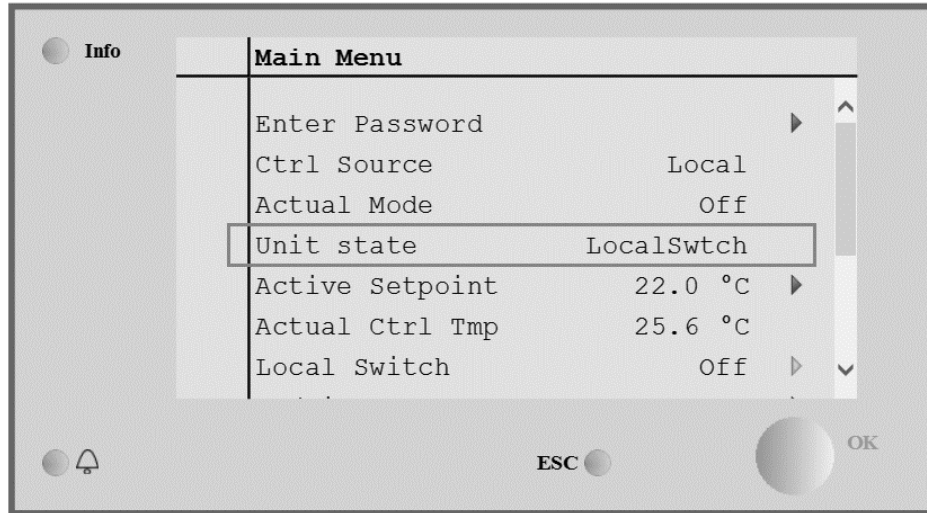 Info
Main Menu
Enter Password
Ctrl Source Local
Actual Mode Off
Unit state LocalSwtch
Active Setpoint 22.0 °C
Actual Ctrl Tmp 25.6 °C
Local Switch Off
ESC
OK